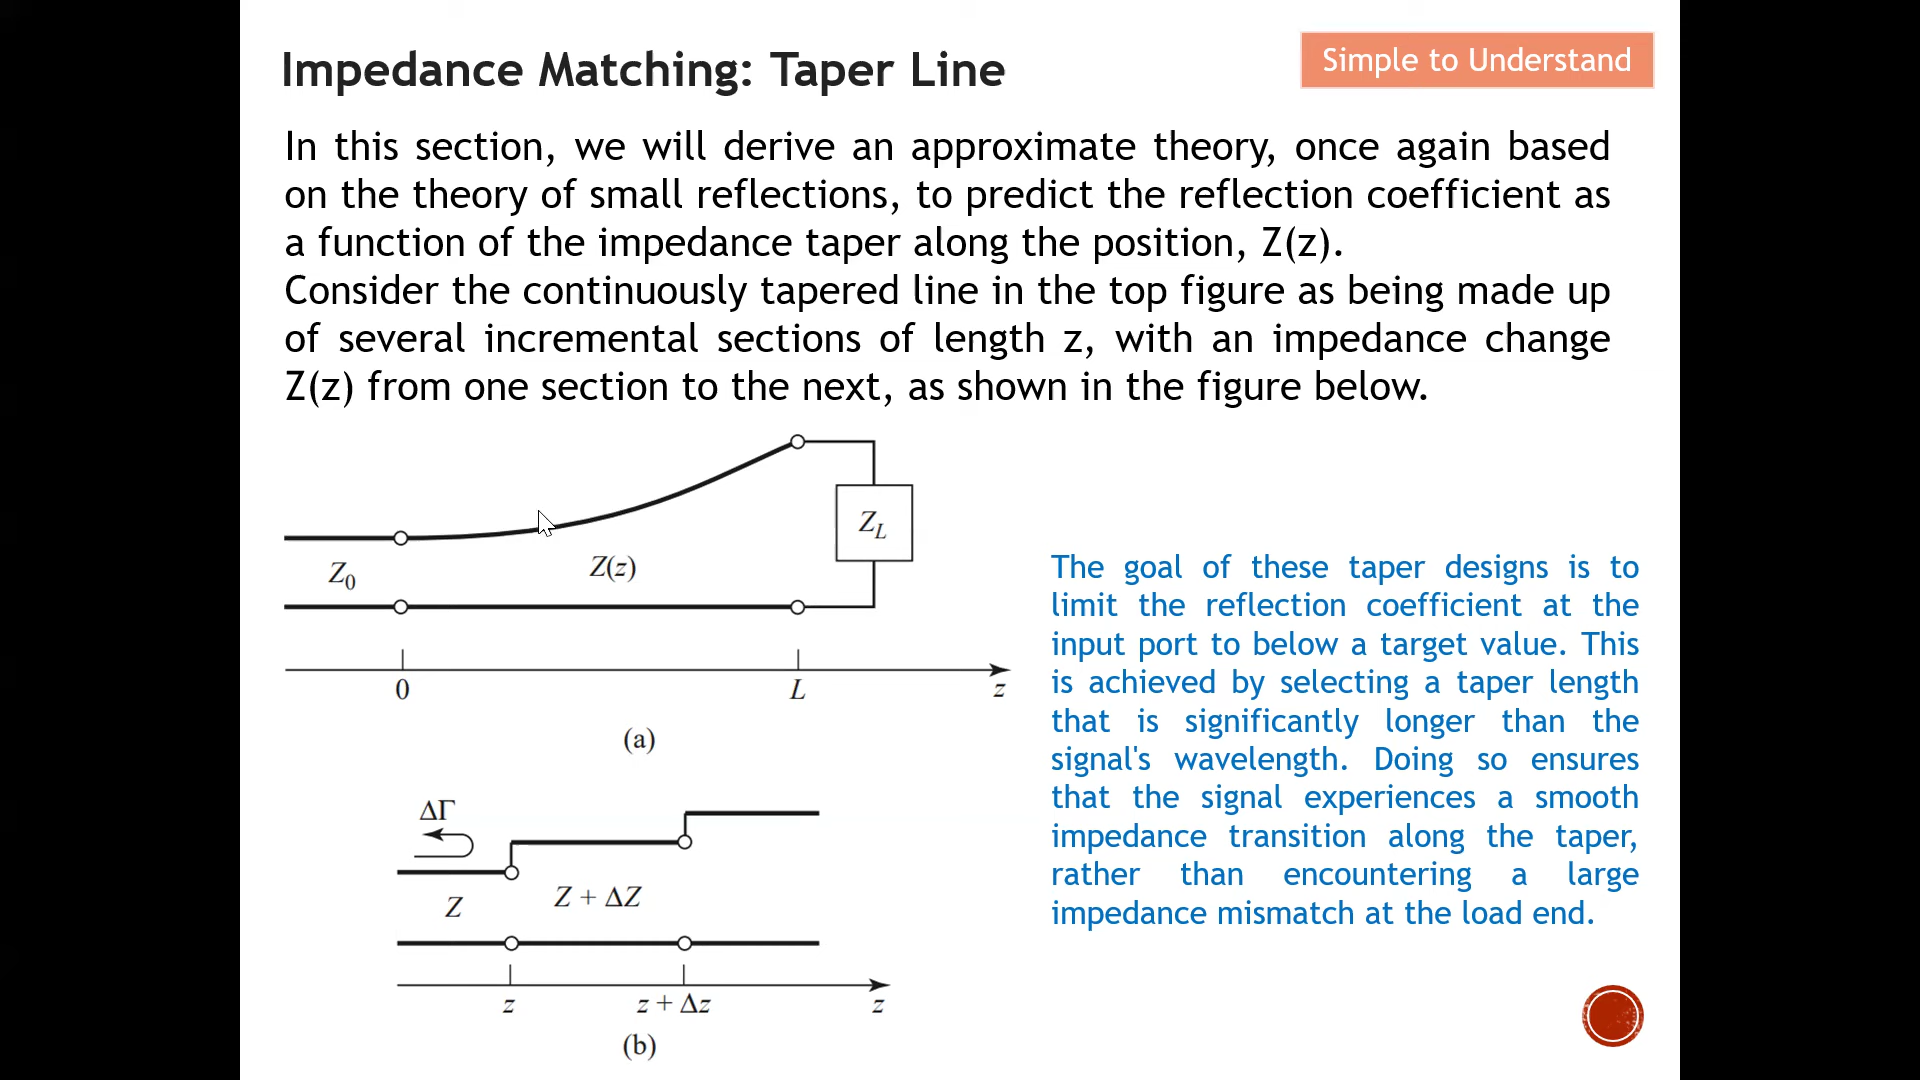 Impedance Matching: Taper Line
Simple to Understand
In this section, we will derive an approximate theory, once again based
on the theory of small reflections, to predict the reflection coefficient as
a function of the impedance taper along the position, Z(z).
Consider the continuously tapered line in the top figure as being made up
of several incremental sections of length z, with an impedance change
Z(z) from one section to the next, as shown in the figure below.
Z₀
Z(z)
Z_L
0
L
z
(a)
ΔΓ
Z
Z + ΔZ
z
z + Δz
z
(b)
The goal of these taper designs is to
limit the reflection coefficient at the
input port to below a target value. This
is achieved by selecting a taper length
that is significantly longer than the
signal's wavelength. Doing so ensures
that the signal experiences a smooth
impedance transition along the taper,
rather than encountering a large
impedance mismatch at the load end.